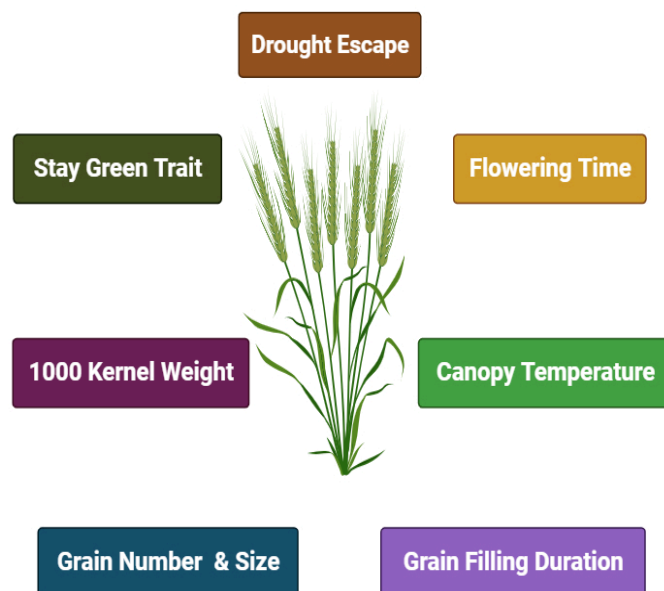 Drought Escape
Stay Green Trait
Flowering Time
1000 Kernel Weight
Canopy Temperature
Grain Number & Size
Grain Filling Duration